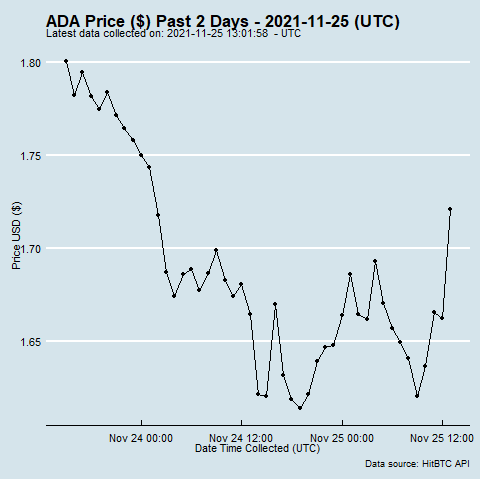 ADA Price ($) Past 2 Days - 2021-11-25 (UTC)
Latest data collected on: 2021-11-25 13:01:58 - UTC
1.80
1.75
1.70
1.65
Price USD ($)
Nov 24 00:00 Nov 24 12:00 Nov 25 00:00 Nov 25 12:00
Date Time Collected (UTC)
Data source: HitBTC API